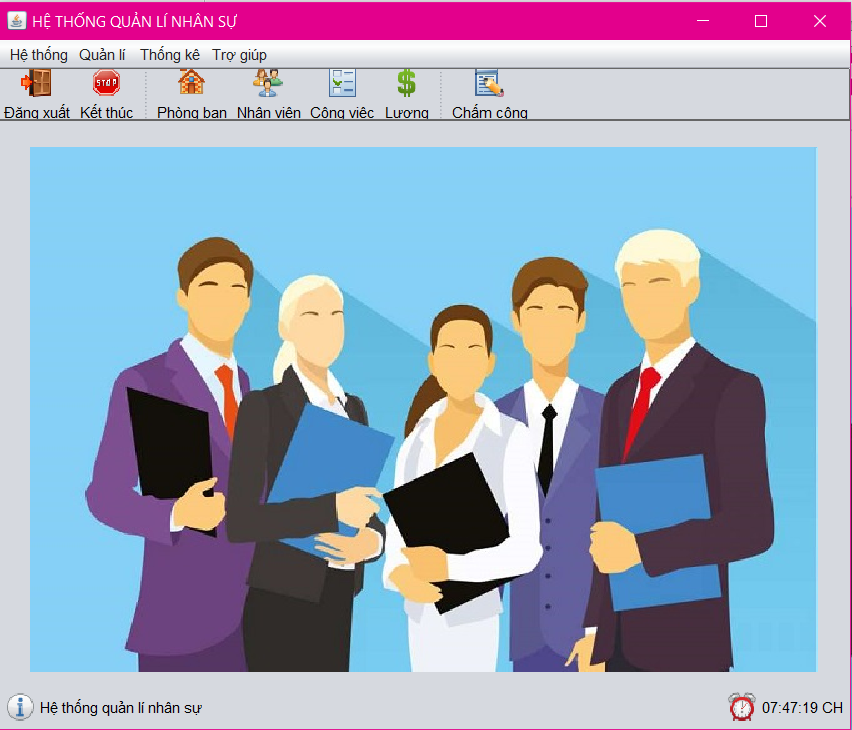 HỆ THỐNG QUẢN LÍ NHÂN SỰ
Hệ thống Quản lí Thống kê Trợ giúp
STOP
Đăng xuất Kết thúc Phòng ban Nhân viên Công việc Lương Chấm công
Hệ thống quản lí nhân sự 07:47:19 CH